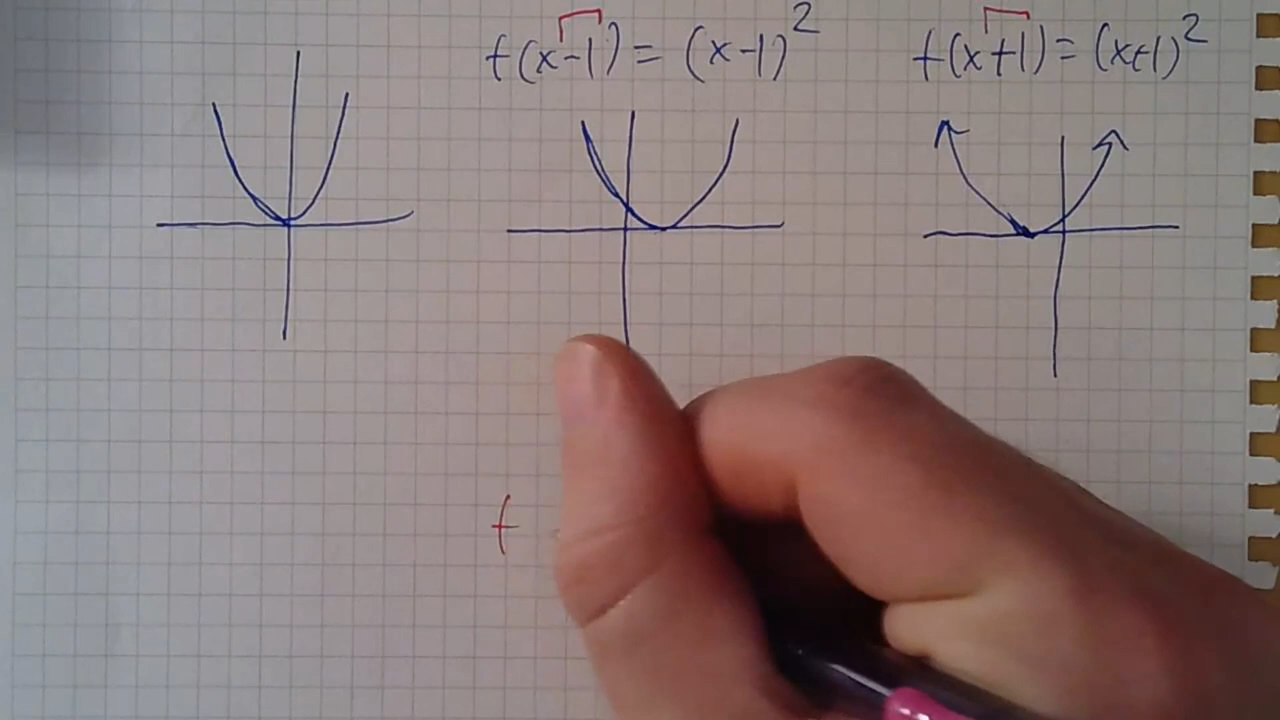 f(x-1) = (x-1)²
f(x+1) = (x+1)²
f